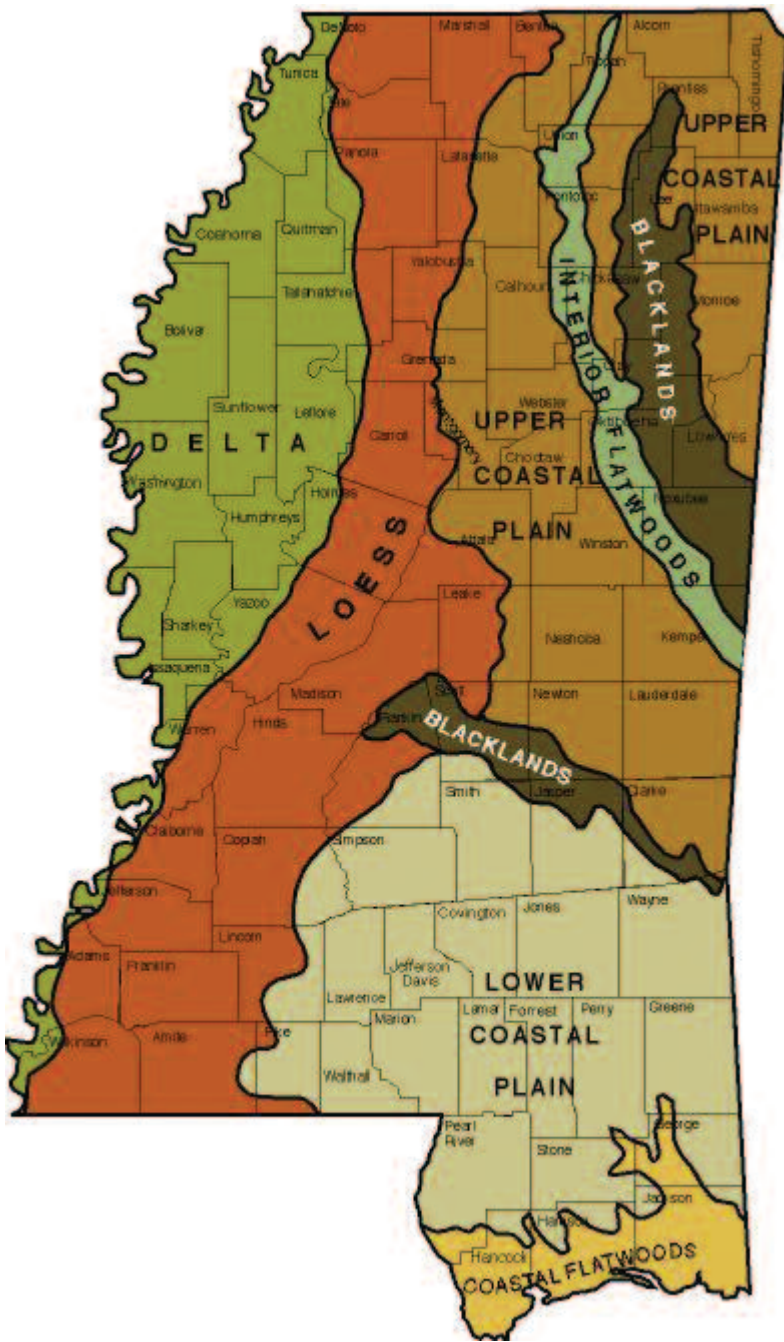 DeSoto
Marshall
Benton
Alcorn
Tishomingo
Tippah
Prentiss
Tunica
Tate
UPPER
COASTAL
PLAIN
Union
Panola
Lafayette
Pontotoc
Lee
Itawamba
Coahoma
Quitman
Yalobusha
Calhoun
Chickasaw
Monroe
BLACKLANDS
INTERIOR FLATWOODS
Tallahatchie
Bolivar
Grenada
Clay
Webster
Sunflower
Leflore
Montgomery
UPPER
COASTAL
PLAIN
Oktibbeha
Lowndes
DELTA
Carroll
Choctaw
Washington
Holmes
Noxubee
Humphreys
LOESS
Attala
Winston
Yazoo
Leake
Sharkey
Neshoba
Kempe
Issaquena
Madison
Scott
Newton
Lauderdale
Warren
Hinds
Rankin
BLACKLANDS
Smith
Jasper
Clarke
Claiborne
Copiah
Simpson
Jefferson
Covington
Jones
Wayne
Lincoln
Adams
Franklin
Jefferson
Davis
Lawrence
LOWER
COASTAL
PLAIN
Marion
Lamar
Forrest
Perry
Greene
Wilkinson
Amite
Pike
Walthall
Pearl
River
Stone
George
Jackson
Harrison
Hancock
COASTAL FLATWOODS